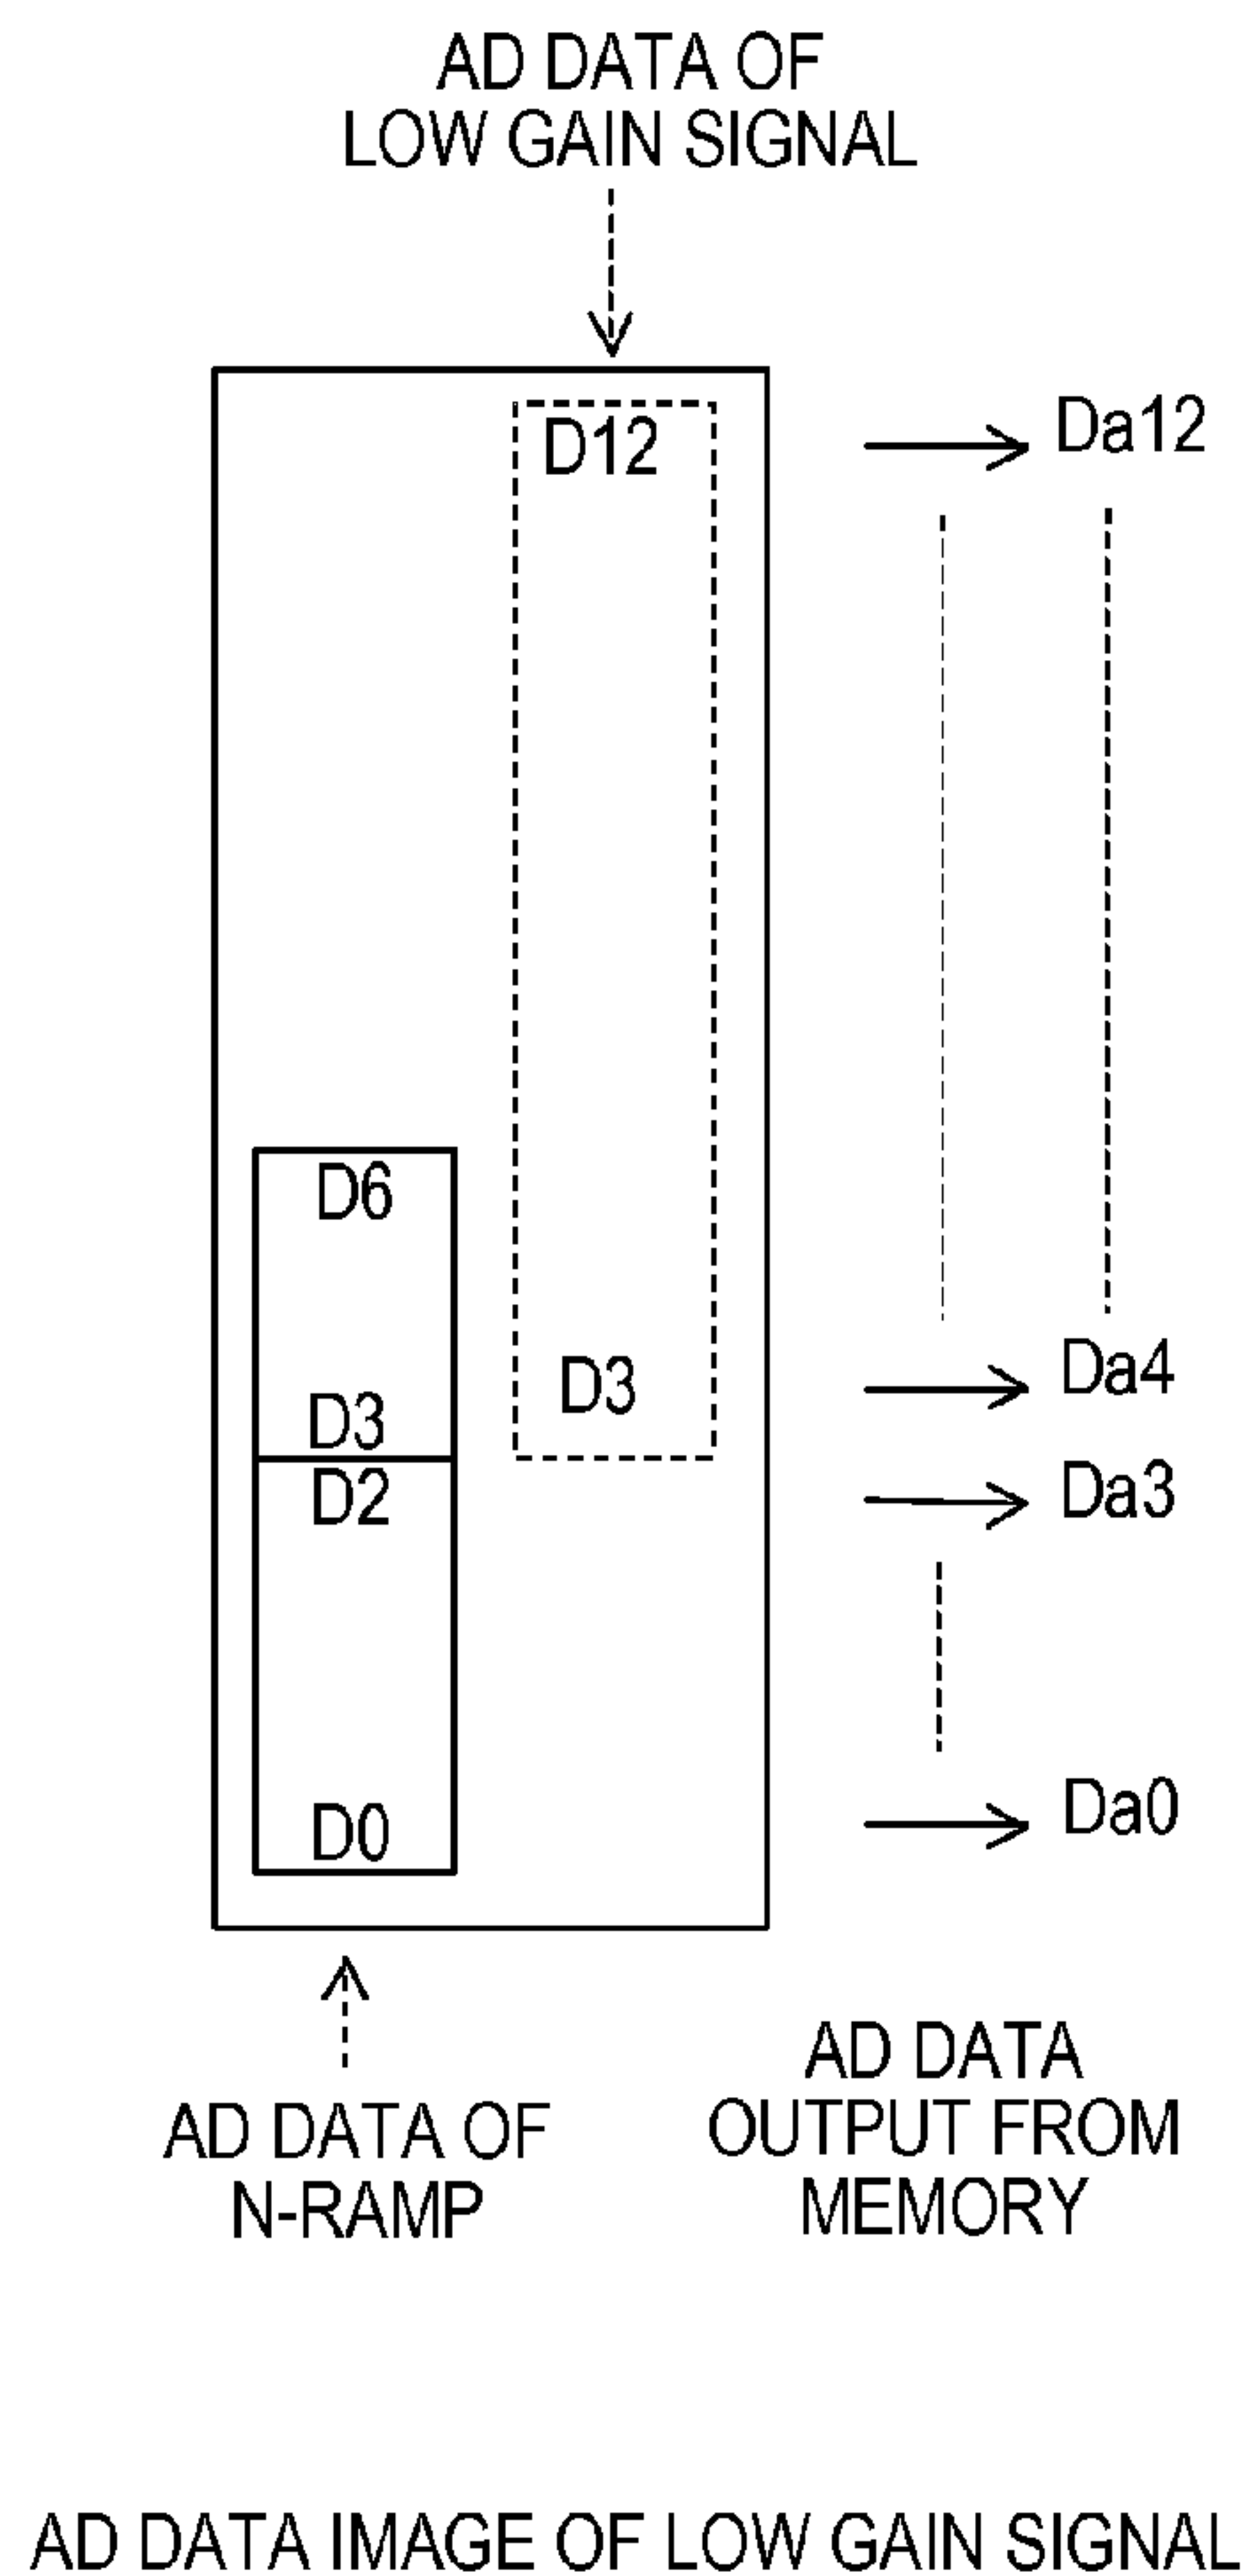 AD DATA OF
LOW GAIN SIGNAL
D12
Da12
D6
D3
D3
D2
Da4
Da3
D0
Da0
AD DATA OF
N-RAMP
AD DATA
OUTPUT FROM
MEMORY
AD DATA IMAGE OF LOW GAIN SIGNAL